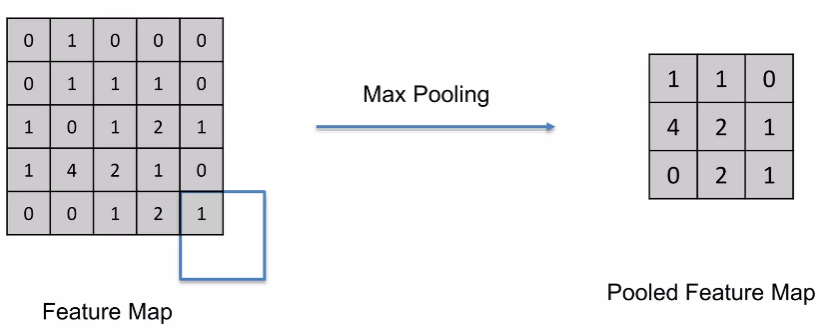 0 1 0 0 0
0 1 1 1 0
1 0 1 2 1
1 4 2 1 0
0 0 1 2 1
Feature Map
Max Pooling
1 1 0
4 2 1
0 2 1
Pooled Feature Map